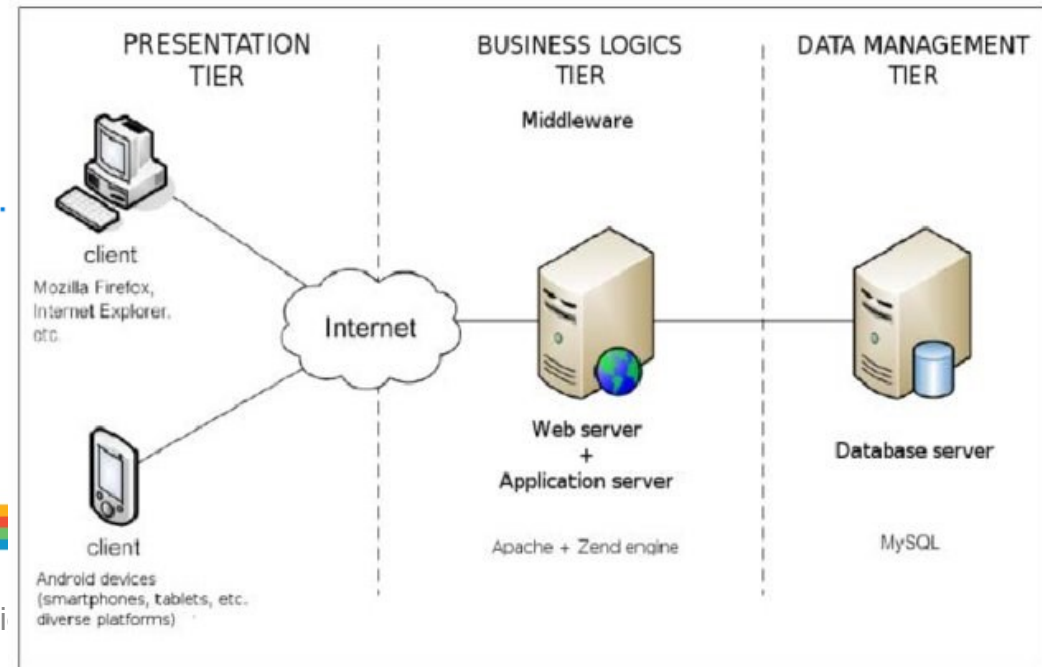 PRESENTATION
TIER
BUSINESS LOGICS
TIER
DATA MANAGEMENT
TIER
Middleware
client
Mozilla Firefox,
Internet Explorer,
etc.
Internet
Web server
+
Application server
Apache + Zend engine
Database server
MySQL
client
Android devices
(smartphones, tablets, etc.
diverse platforms)